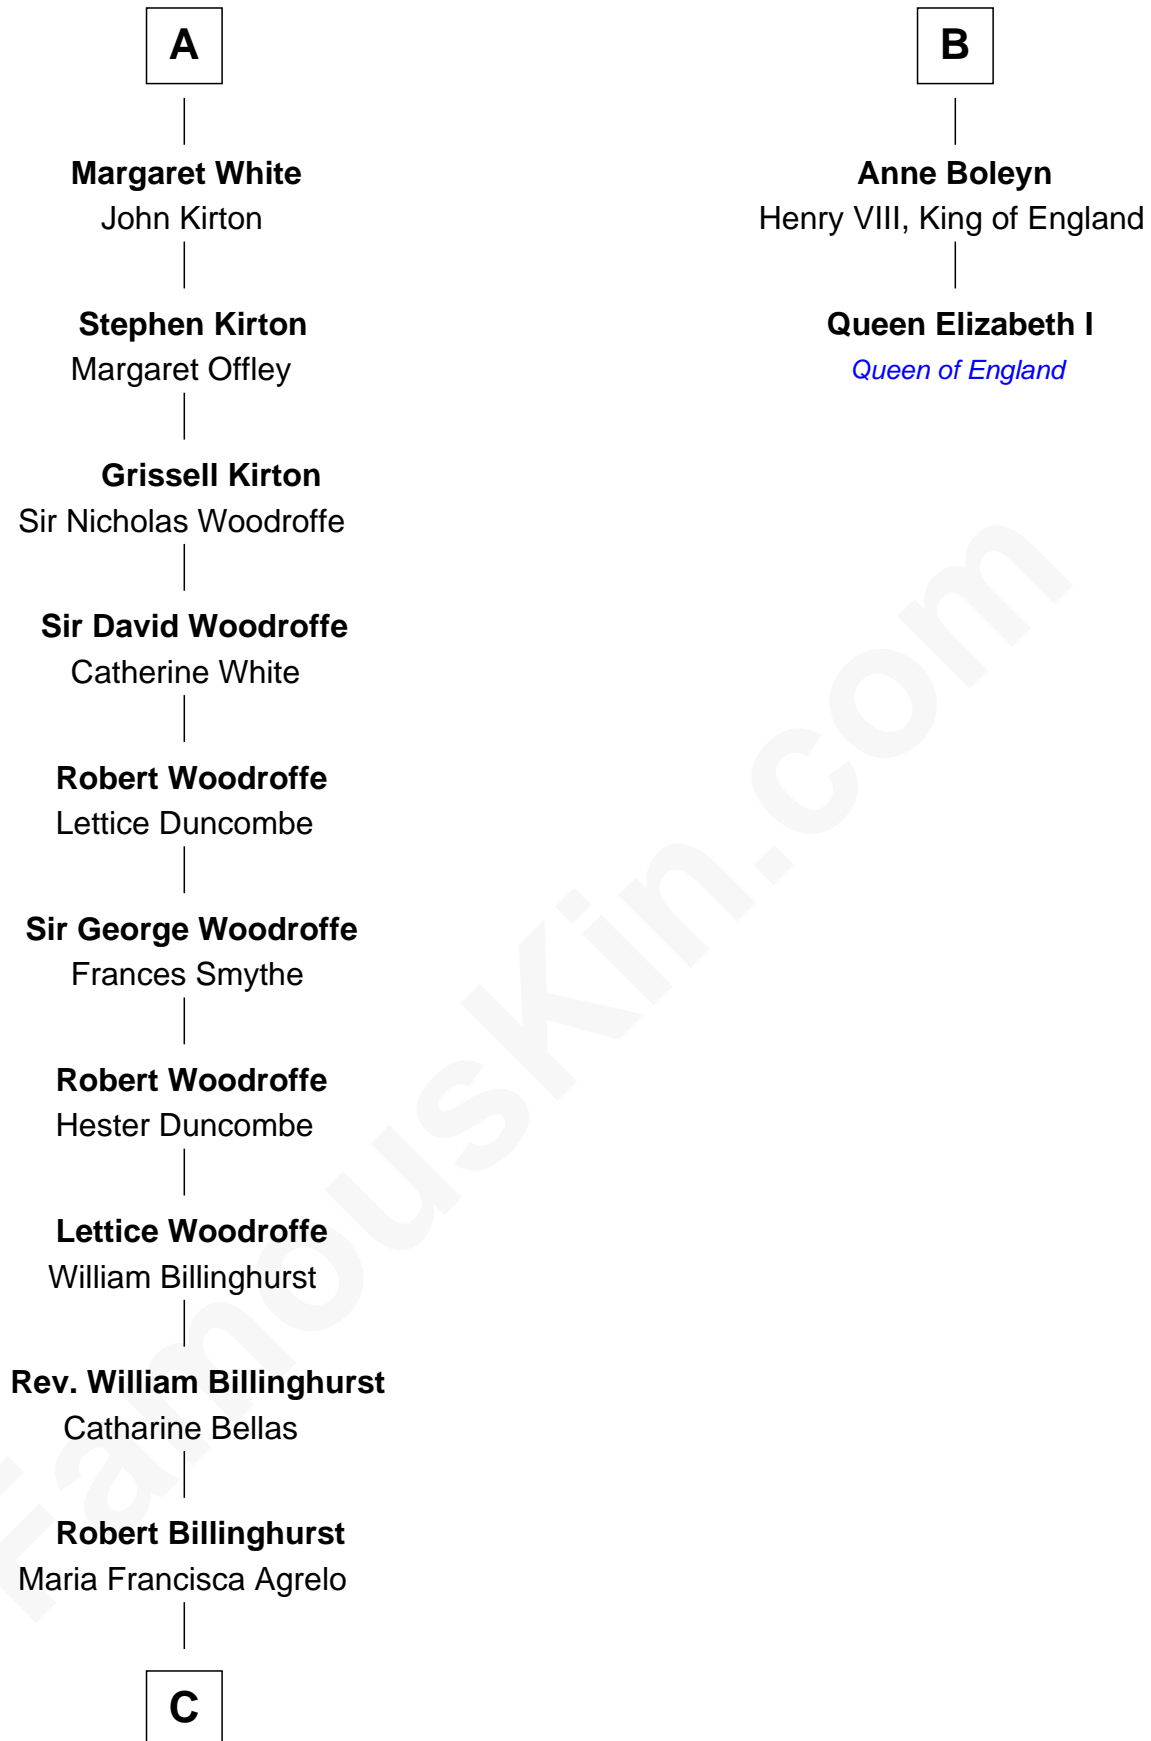 A
B
Margaret White
John Kirton
Anne Boleyn
Henry VIII, King of England
Stephen Kirton
Margaret Offley
Queen Elizabeth I
Queen of England
Grissell Kirton
Sir Nicholas Woodroffe
Sir David Woodroffe
Catherine White
Robert Woodroffe
Lettice Duncombe
Sir George Woodroffe
Frances Smythe
Robert Woodroffe
Hester Duncombe
Lettice Woodroffe
William Billinghurst
Rev. William Billinghurst
Catharine Bellas
Robert Billinghurst
Maria Francisca Agrelo
C
FamousKin.com